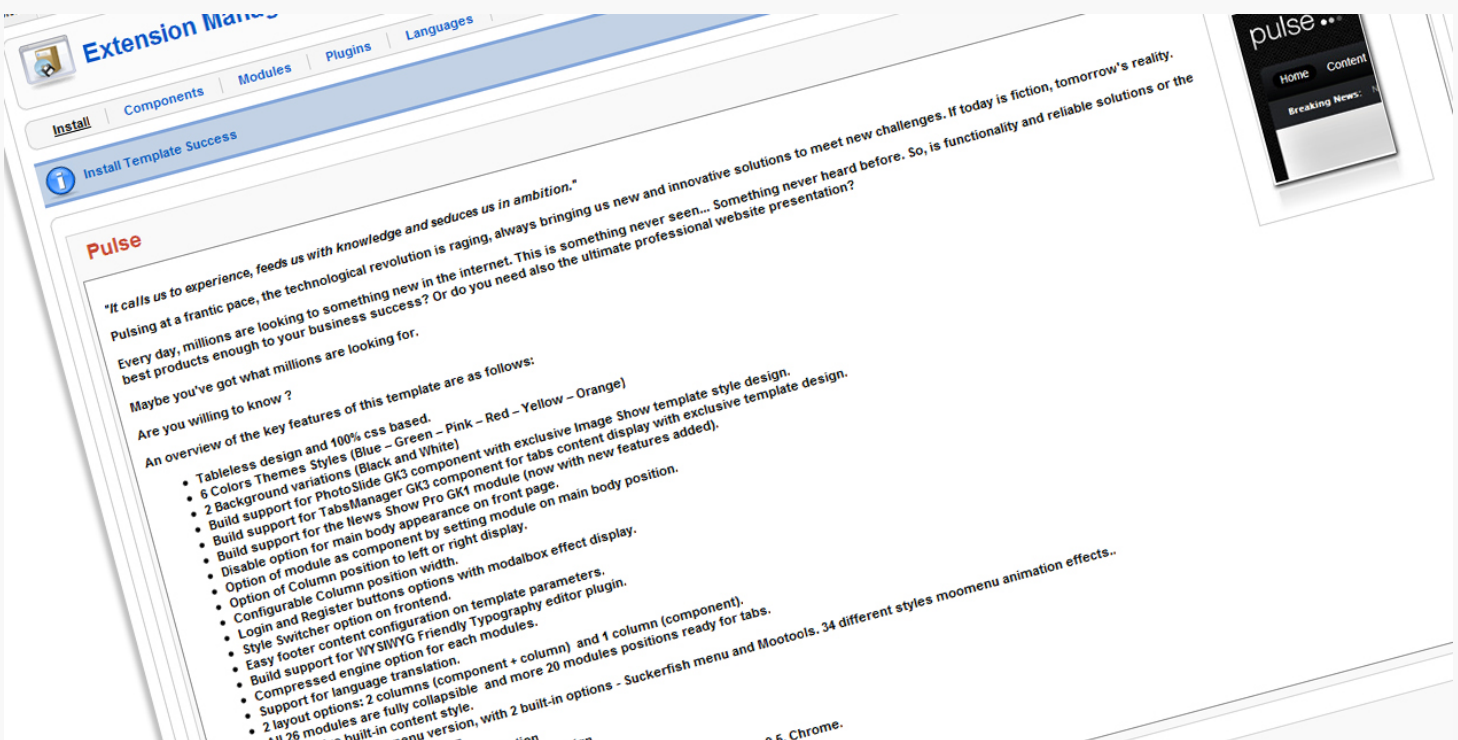 Extension Manag
Install
Components
Modules
Plugins
Languages
Install Template Success
Pulse
"It calls us to experience, feeds us with knowledge and seduces us in ambition."
Pulsing at a frantic pace, the technological revolution is raging, always bringing us new and innovative solutions to meet new challenges. If today is fiction, tomorrow's reality.
Every day, millions are looking to something new in the internet. This is something never seen... Something never heard before. So, is functionality and reliable solutions or the
best products enough to your business success? Or do you need also the ultimate professional website presentation?
Maybe you've got what millions are looking for.
Are you willing to know ?
An overview of the key features of this template are as follows:
• Tableless design and 100% css based.
• 6 Colors Themes Styles (Blue – Green – Pink – Red – Yellow – Orange)
• 2 Background variations (Black and White)
• Build support for PhotoSlide GK3 component with exclusive Image Show template style design.
• Build support for TabsManager GK3 component for tabs content display with exclusive template design.
• Build support for the News Show Pro GK1 module (now with new features added).
• Disable option for main body appearance on front page.
• Option of module as component by setting module on main body position.
• Option of Column position to left or right display.
• Configurable Column position width.
• Login and Register buttons options with modalbox effect display.
• Style Switcher option on frontend.
• Easy footer content configuration on template parameters.
• Build support for WYSIWYG Friendly Typography editor plugin.
• Compressed engine option for each modules.
• Support for language translation.
• 2 layout options: 2 columns (component + column) and 1 column (component).
• All 26 modules are fully collapsible and more 20 modules positions ready for tabs.
built-in content style.
menu version, with 2 built-in options - Suckerfish menu and Mootools. 34 different styles moomenu animation effects..
Chrome.
pulse
Home
Content
Breaking News: